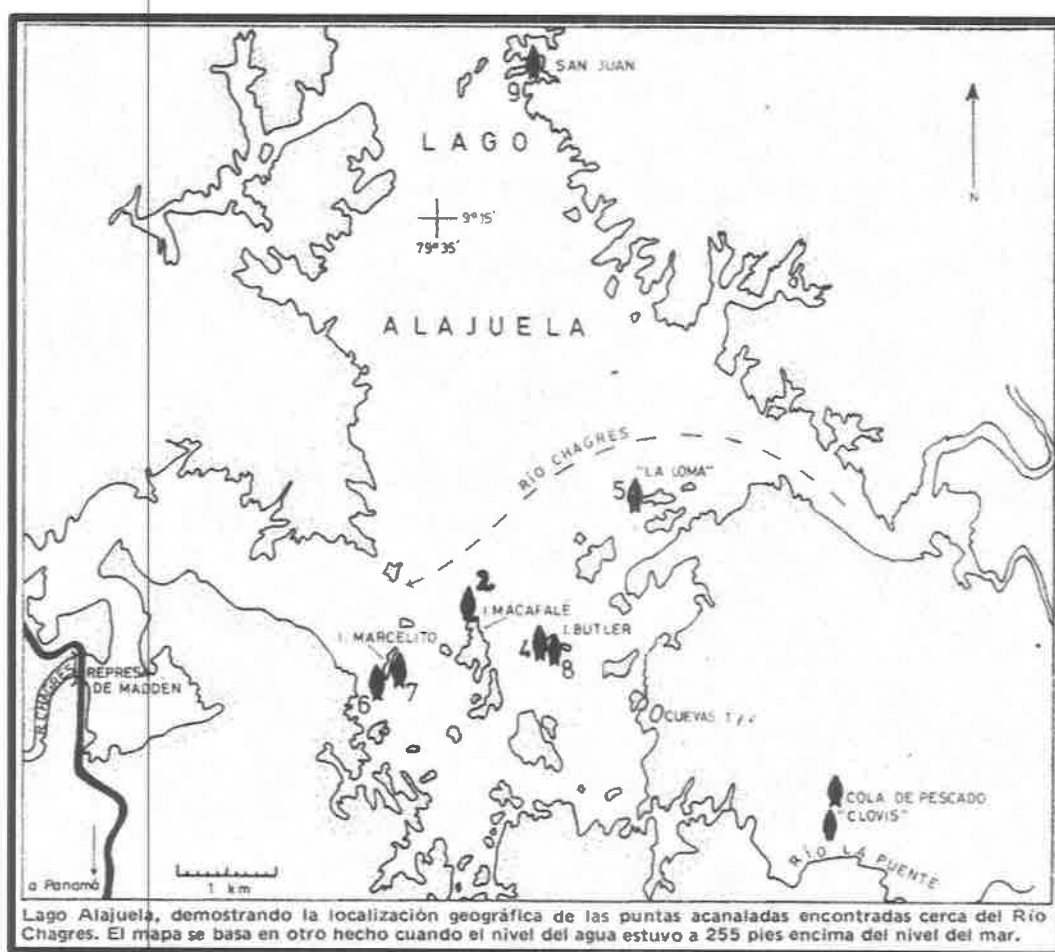 SAN JUAN
9
LAGO
9° 15'
79° 35'
N
ALAJUELA
RÍO CHAGRES
"LA LOMA"
5
2
I. MACAFALE
I. MARCELITO
I. BUTLER
4
8
6
7
REPRESA
DE MADDEN
R. CHAGRES
CUEVAS
COLA DE PESCADO
"CLOVIS"
RÍO LA PUENTE
a Panamá
1 km
Lago Alajuela, demostrando la localización geográfica de las puntas acanaladas encontradas cerca del Río
Chagres. El mapa se basa en otro hecho cuando el nivel del agua estuvo a 255 pies encima del nivel del mar.